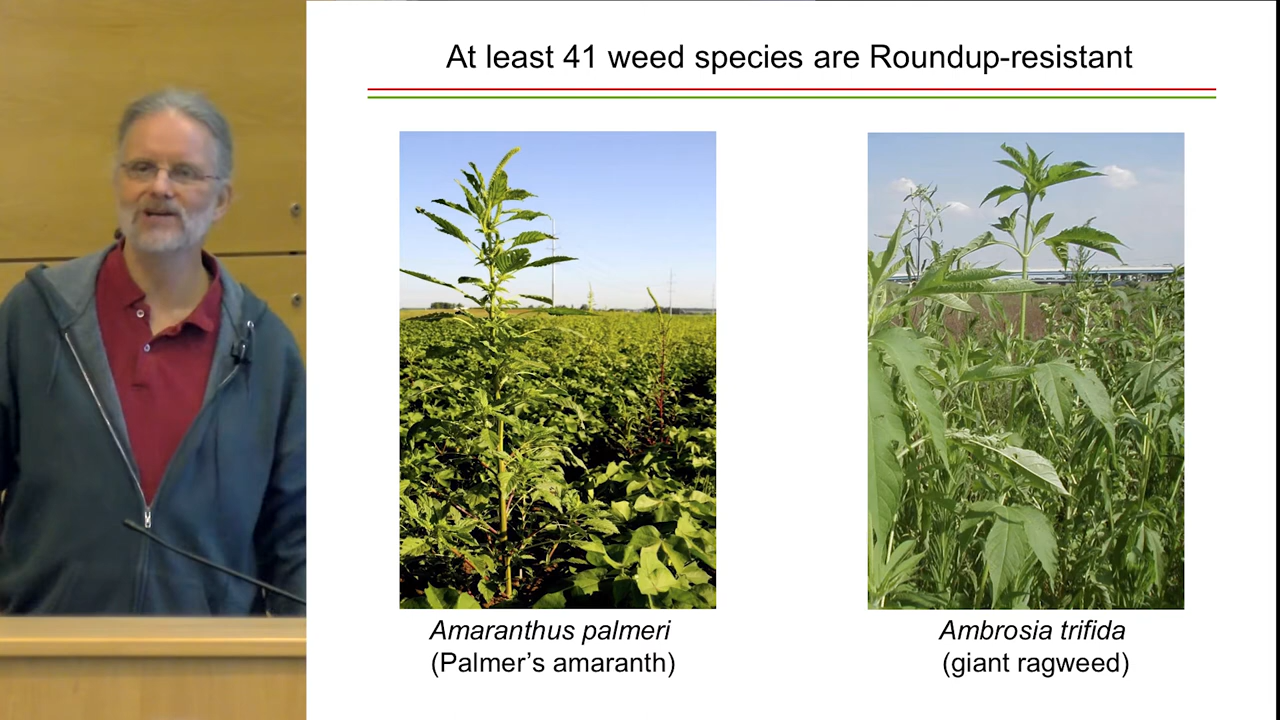 At least 41 weed species are Roundup-resistant
Amaranthus palmeri
(Palmer’s amaranth)
Ambrosia trifida
(giant ragweed)